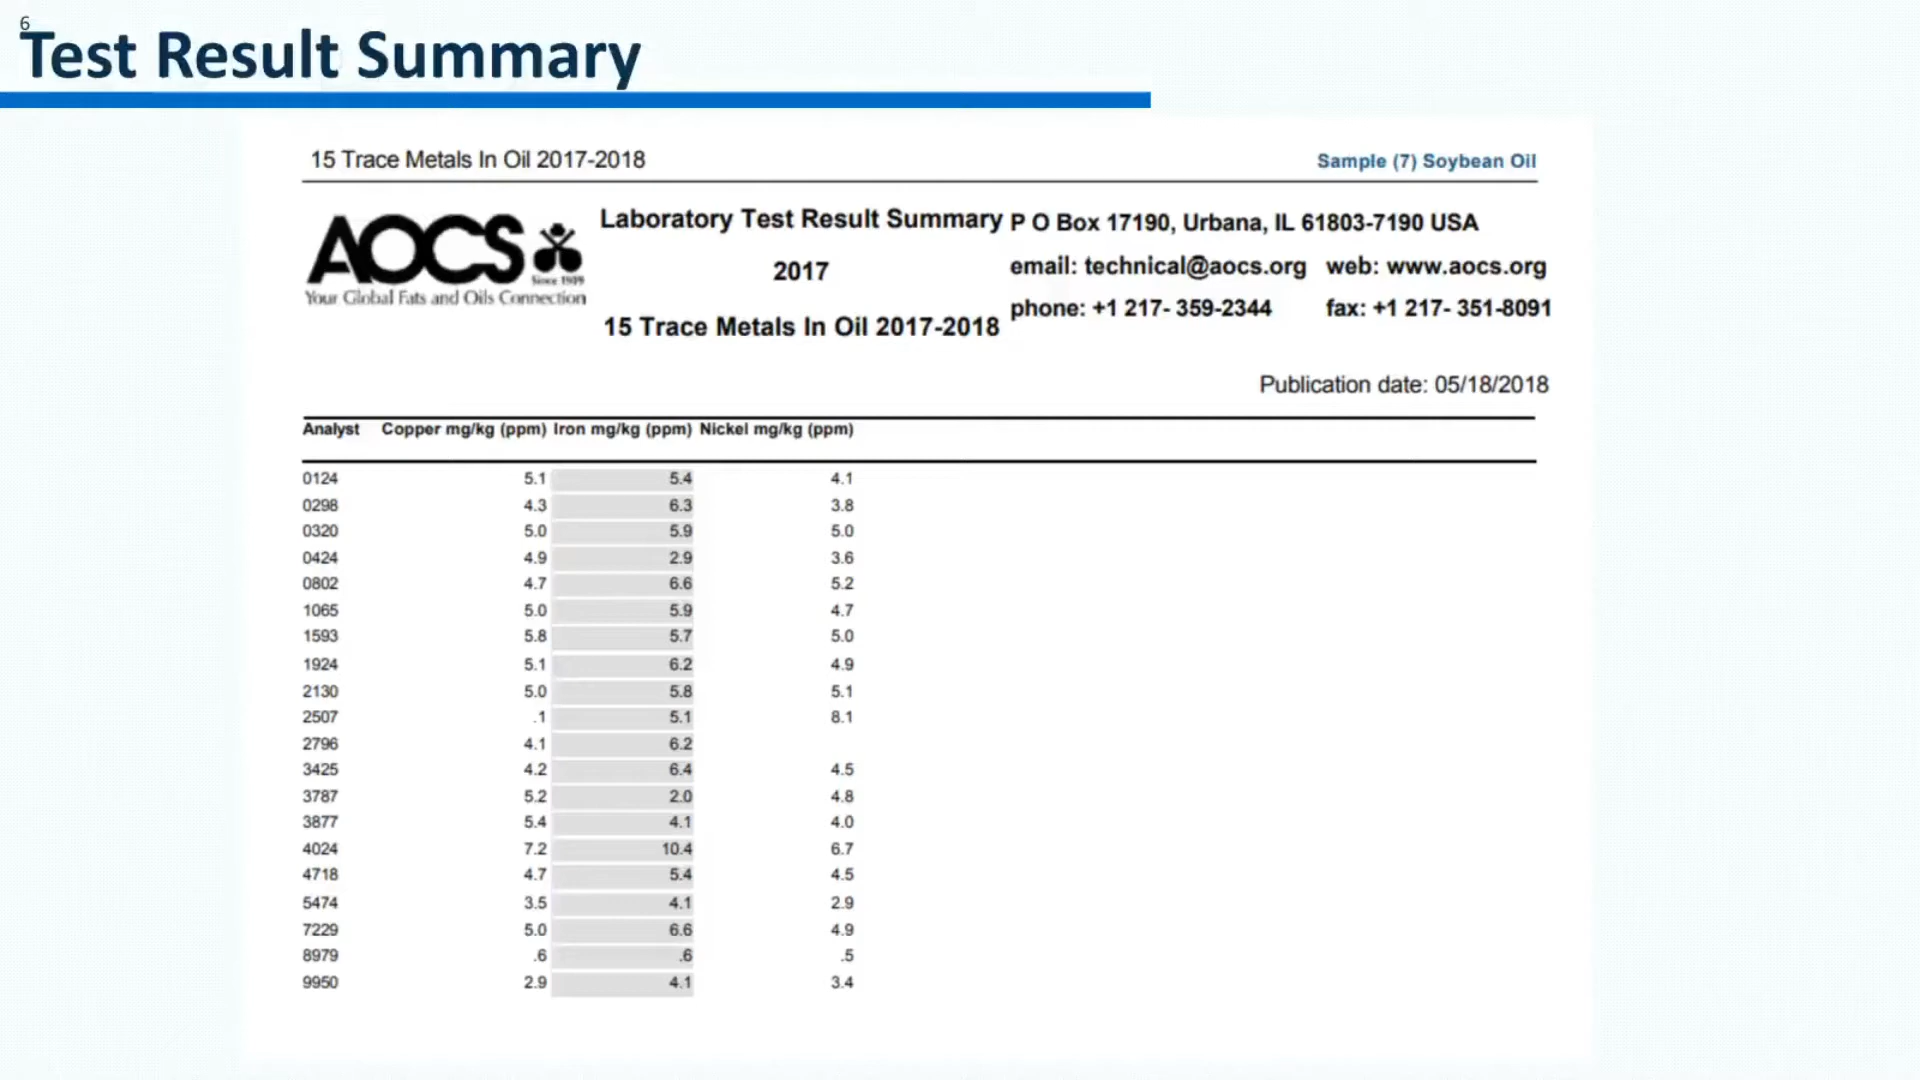 6
Test Result Summary
15 Trace Metals In Oil 2017-2018 Sample (7) Soybean Oil
AOCS
Since 1909
Your Global Fats and Oils Connection
Laboratory Test Result Summary
2017
15 Trace Metals In Oil 2017-2018
P O Box 17190, Urbana, IL 61803-7190 USA
email: technical@aocs.org web: www.aocs.org
phone: +1 217- 359-2344 fax: +1 217- 351-8091
Publication date: 05/18/2018
Analyst Copper mg/kg (ppm) Iron mg/kg (ppm) Nickel mg/kg (ppm)
0124 5.1 5.4 4.1
0298 4.3 6.3 3.8
0320 5.0 5.9 5.0
0424 4.9 2.9 3.6
0802 4.7 6.6 5.2
1065 5.0 5.9 4.7
1593 5.8 5.7 5.0
1924 5.1 6.2 4.9
2130 5.0 5.8 5.1
2507 .1 5.1 8.1
2796 4.1 6.2
3425 4.2 6.4 4.5
3787 5.2 2.0 4.8
3877 5.4 4.1 4.0
4024 7.2 10.4 6.7
4718 4.7 5.4 4.5
5474 3.5 4.1 2.9
7229 5.0 6.6 4.9
8979 .6 .6 .5
9950 2.9 4.1 3.4